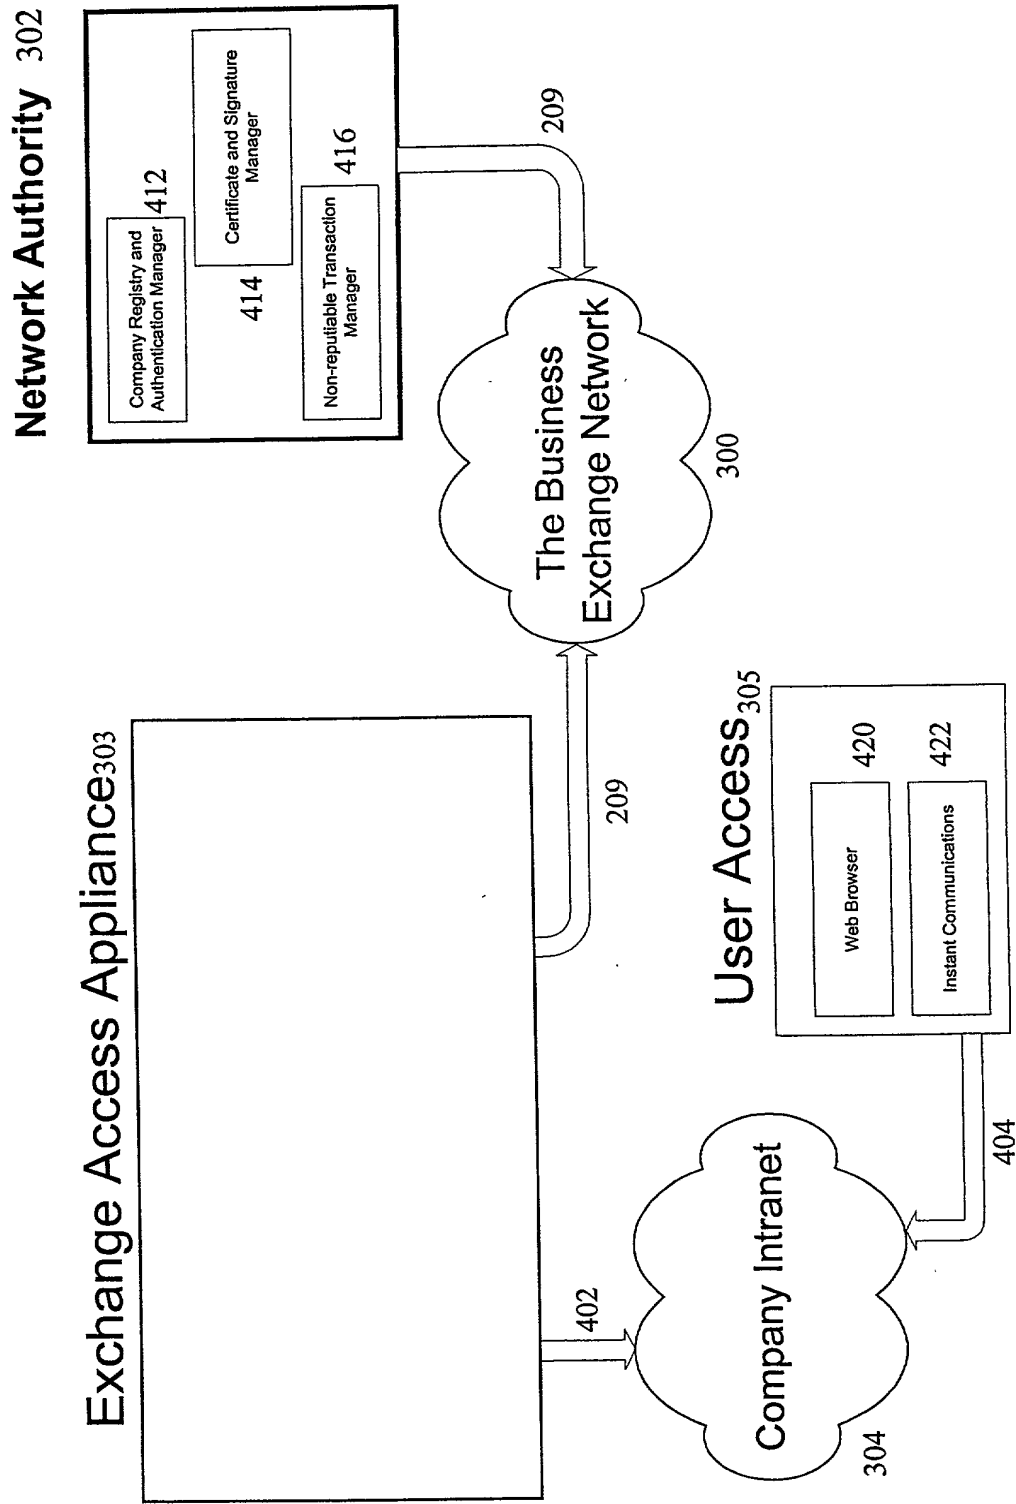 Network Authority 302
Company Registry and
Authentication Manager
412
Certificate and Signature
Manager
414
Non-reputiable Transaction
Manager
416
209
The Business
Exchange Network
300
Exchange Access Appliance303
209
402
Company Intranet
304
User Access305
Web Browser
420
Instant Communications
422
404